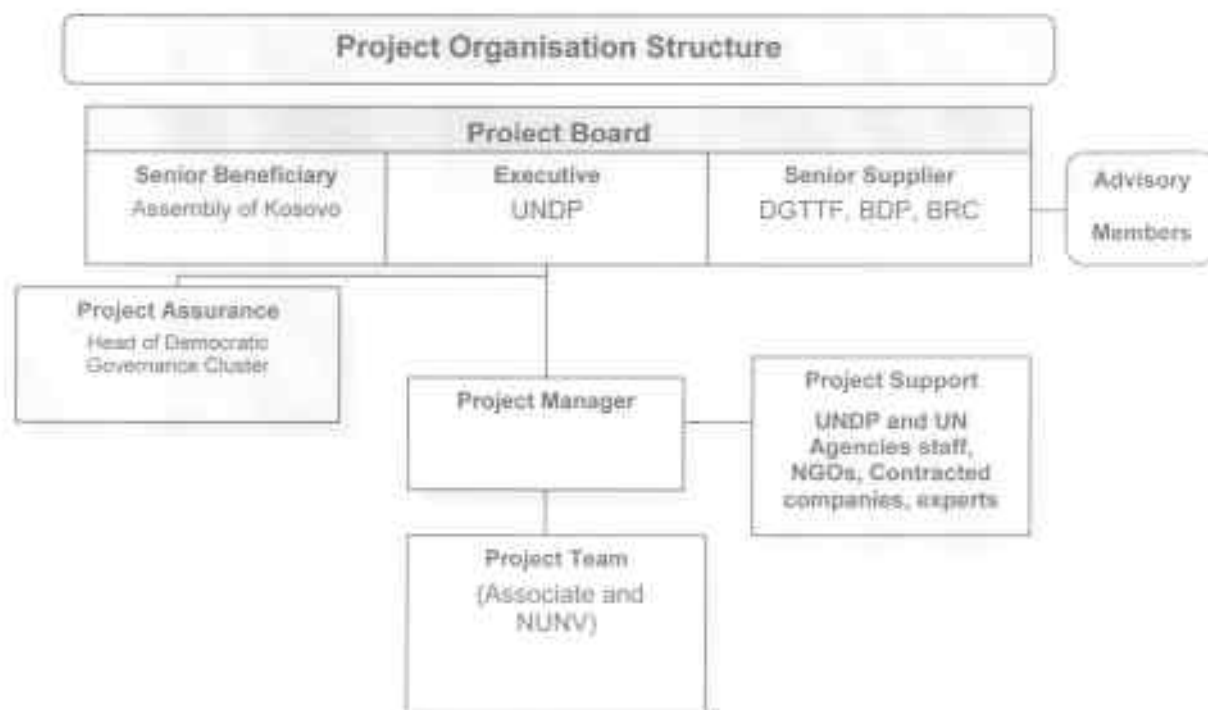 Project Organisation Structure
Project Board
Senior Beneficiary
Assembly of Kosovo
Executive
UNDP
Senior Supplier
DGTTF, BDP, BRC
Advisory
Members
Project Assurance
Head of Democratic
Governance Cluster
Project Manager
Project Support
UNDP and UN
Agencies staff,
NGOs, Contracted
companies, experts
Project Team
(Associate and
NUNV)